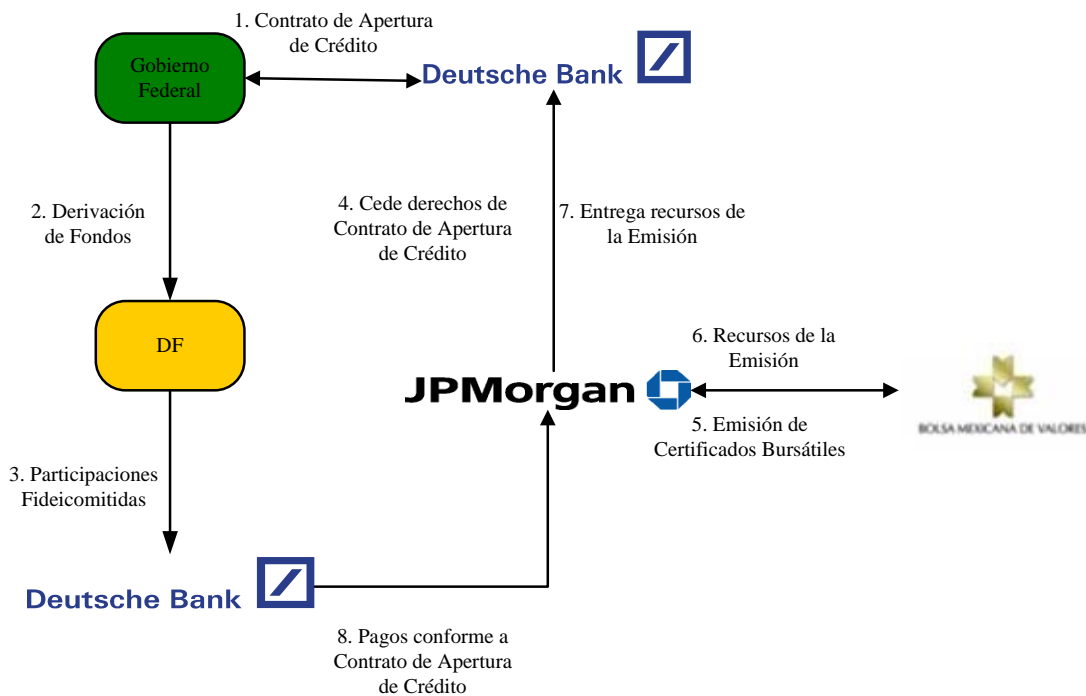 1. Contrato de Apertura
de Crédito
Gobierno
Federal
Deutsche Bank
2. Derivación
de Fondos
4. Cede derechos de
Contrato de Apertura
de Crédito
7. Entrega recursos de
la Emisión
DF
6. Recursos de la
Emisión
JPMorgan
BOLSA MEXICANA DE VALORES
5. Emisión de
Certificados Bursátiles
3. Participaciones
Fideicomitidas
Deutsche Bank
8. Pagos conforme a
Contrato de Apertura
de Crédito